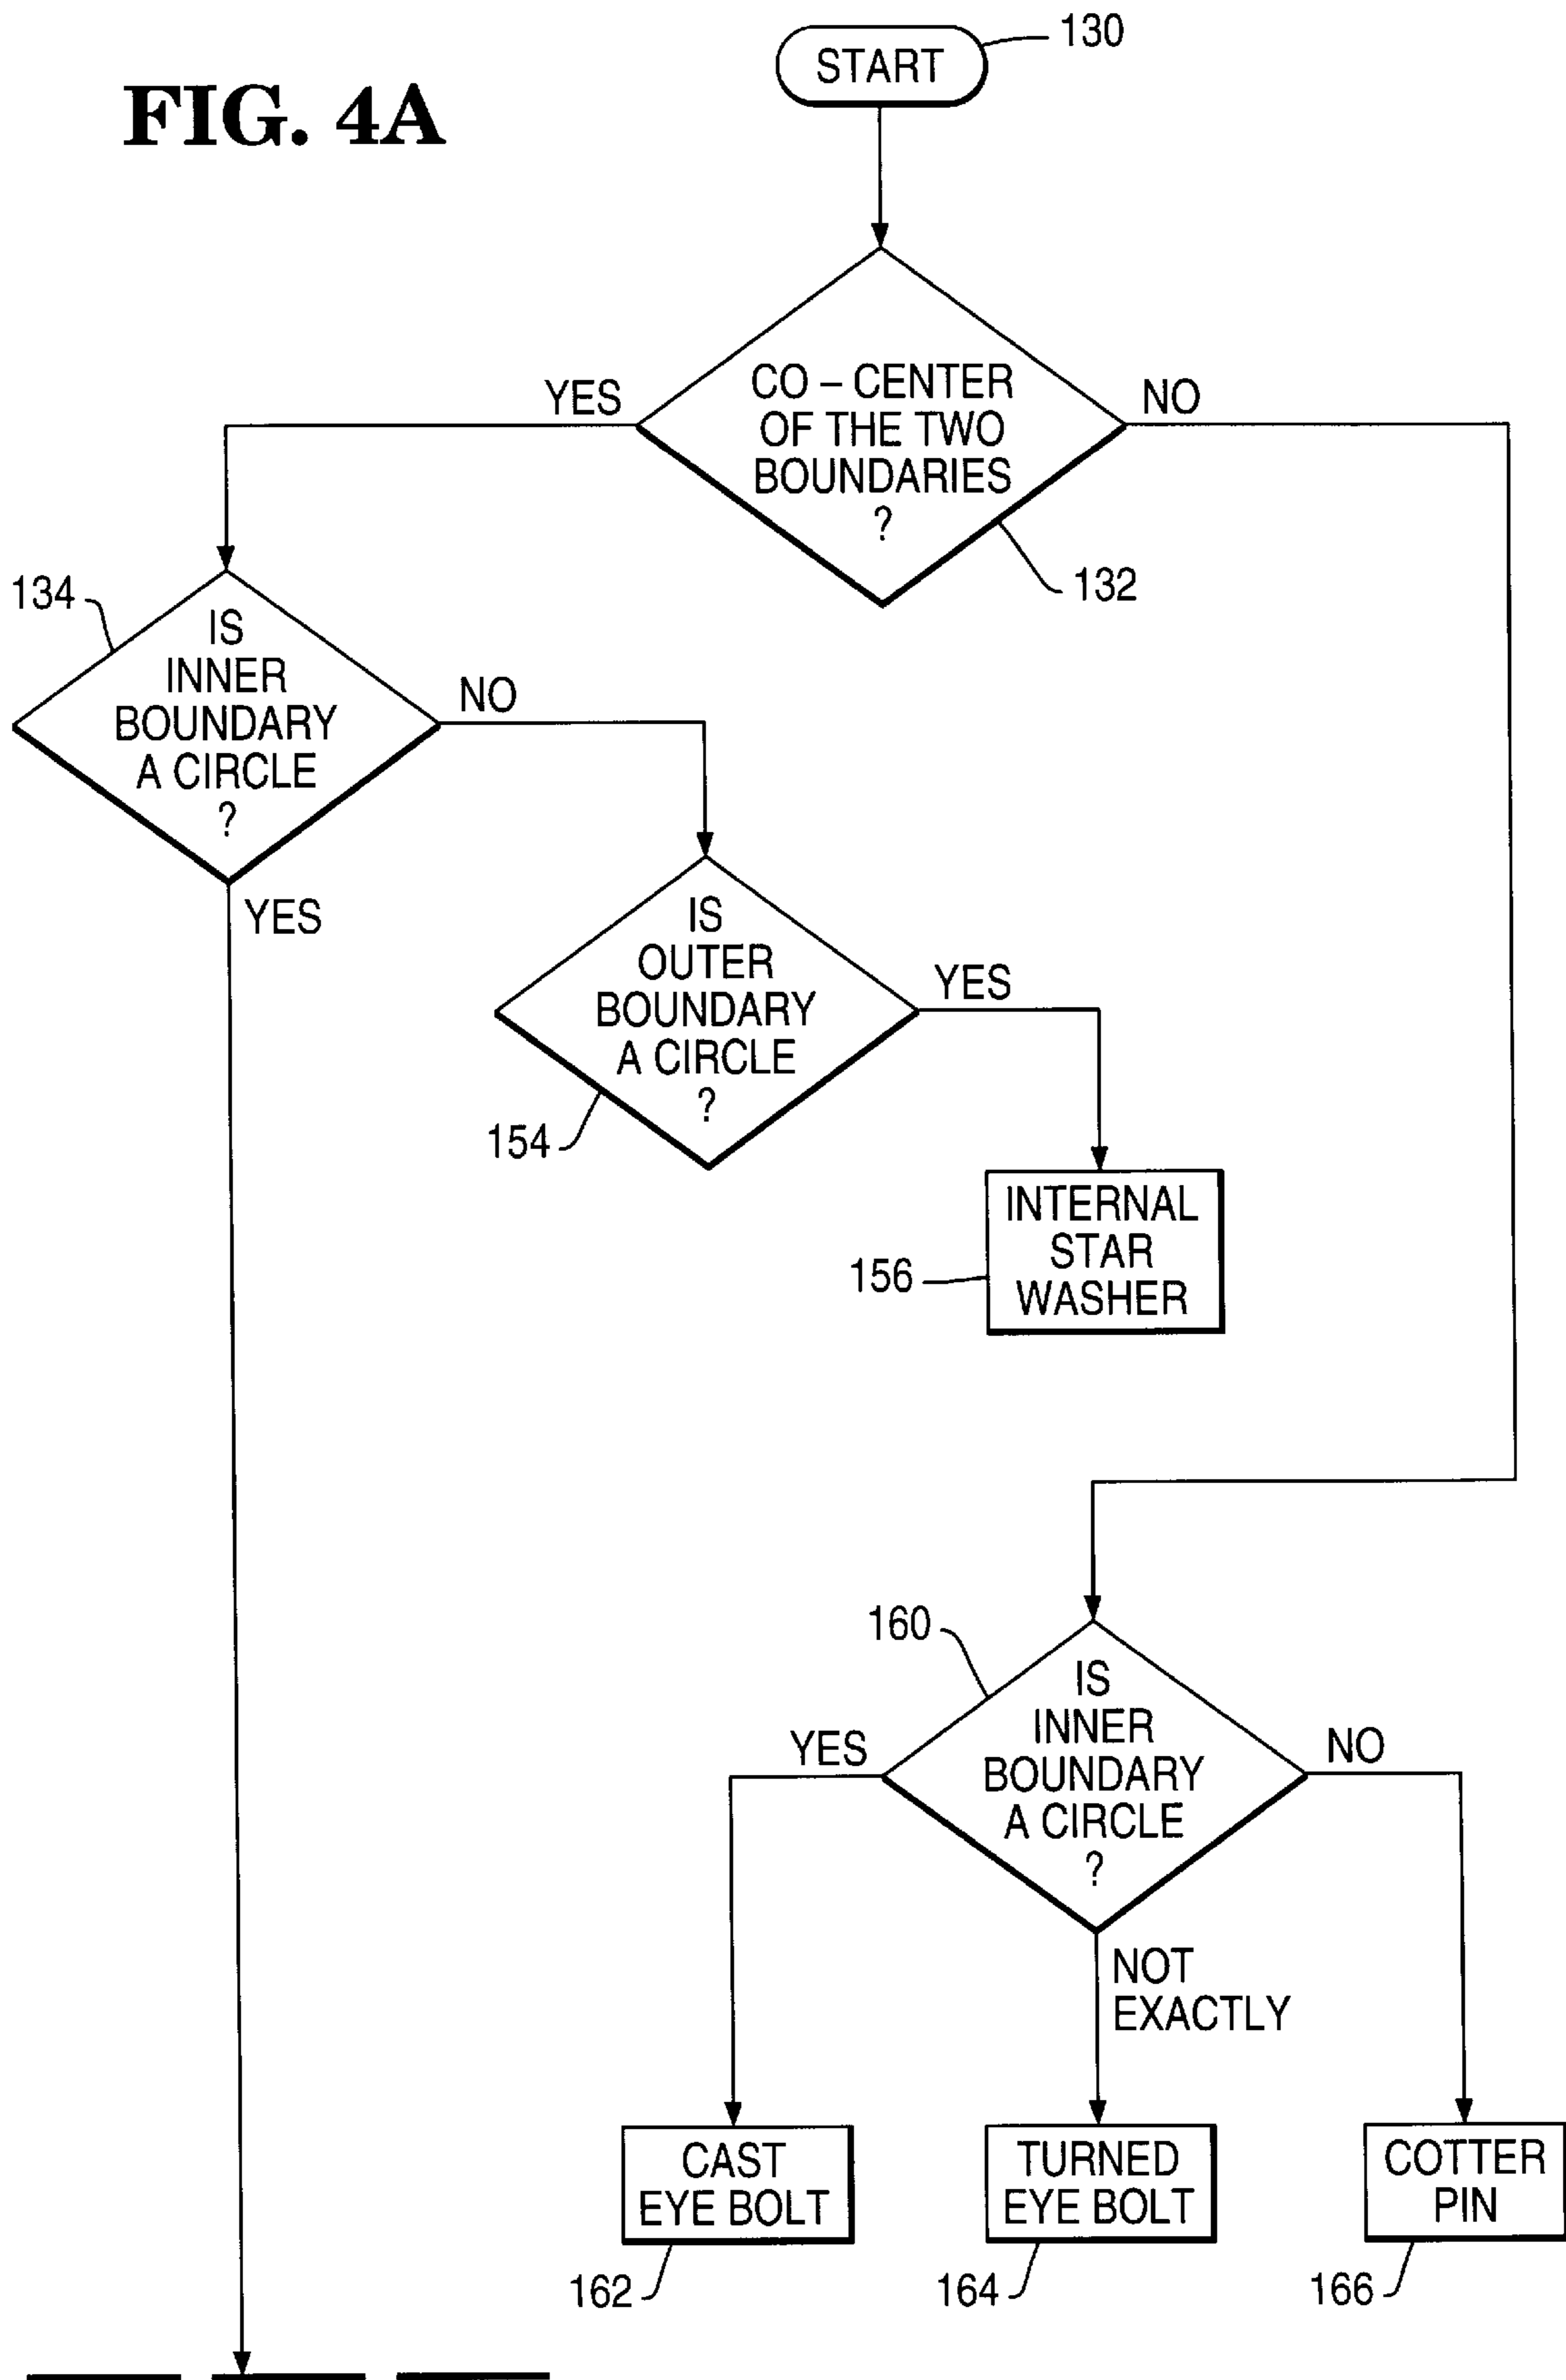 FIG. 4A
START
130
CO – CENTER
OF THE TWO
BOUNDARIES
?
YES
NO
132
134
IS
INNER
BOUNDARY
A CIRCLE
?
NO
YES
IS
OUTER
BOUNDARY
A CIRCLE
?
YES
154
INTERNAL
STAR
WASHER
156
160
IS
INNER
BOUNDARY
A CIRCLE
?
YES
NO
NOT
EXACTLY
CAST
EYE BOLT
TURNED
EYE BOLT
COTTER
PIN
162
164
166